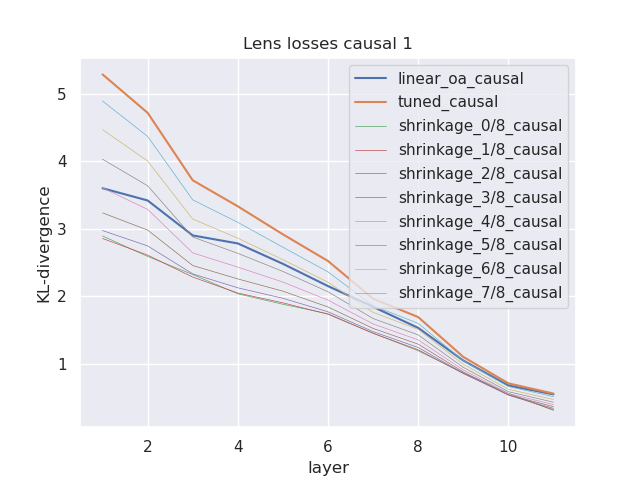 Lens losses causal 1
linear_oa_causal
tuned_causal
shrinkage_0/8_causal
shrinkage_1/8_causal
shrinkage_2/8_causal
shrinkage_3/8_causal
shrinkage_4/8_causal
shrinkage_5/8_causal
shrinkage_6/8_causal
shrinkage_7/8_causal
KL-divergence
5
4
3
2
1
2 4 6 8 10
layer